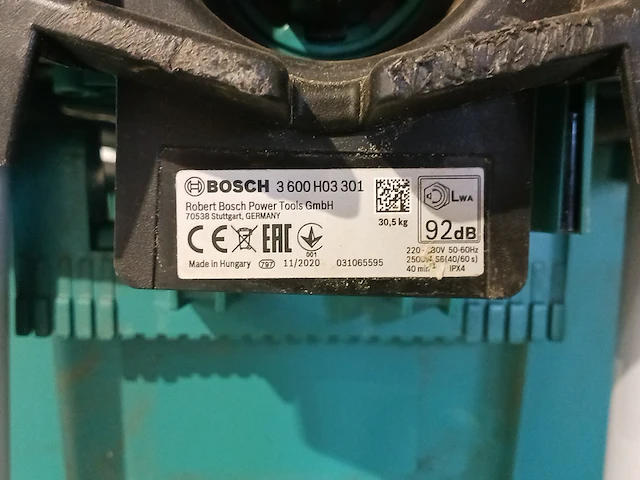 BOSCH 3 600 H03 301
Robert Bosch Power Tools GmbH
70538 Stuttgart, GERMANY
30,5 kg
LWA
92dB
CE EAC
001
Made in Hungary 797 11/2020 031065595
220 - 230V 50-60Hz
S6(40/60 s)
40 min IPX4